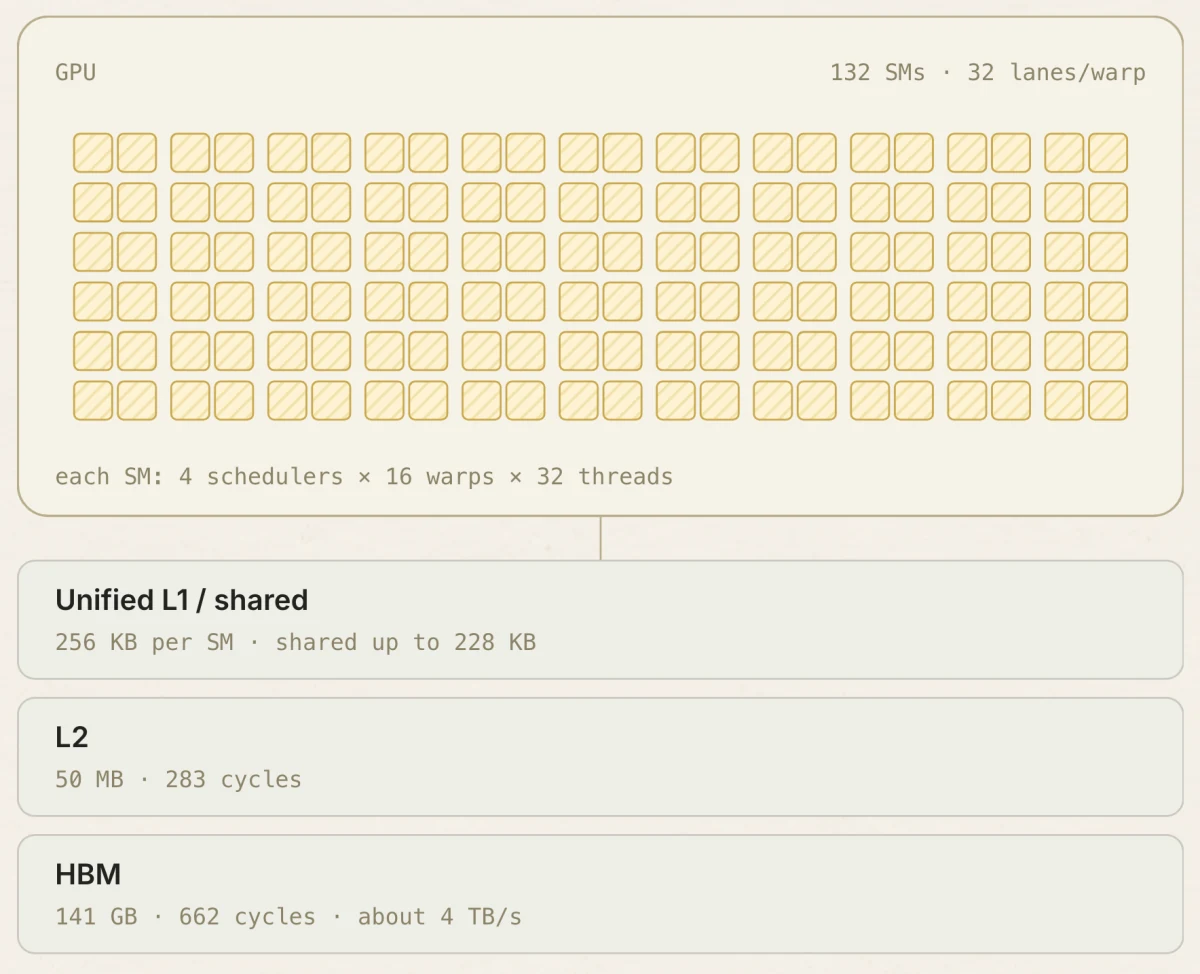 GPU
132 SMs · 32 lanes/warp
each SM: 4 schedulers × 16 warps × 32 threads
Unified L1 / shared
256 KB per SM · shared up to 228 KB
L2
50 MB · 283 cycles
HBM
141 GB · 662 cycles · about 4 TB/s